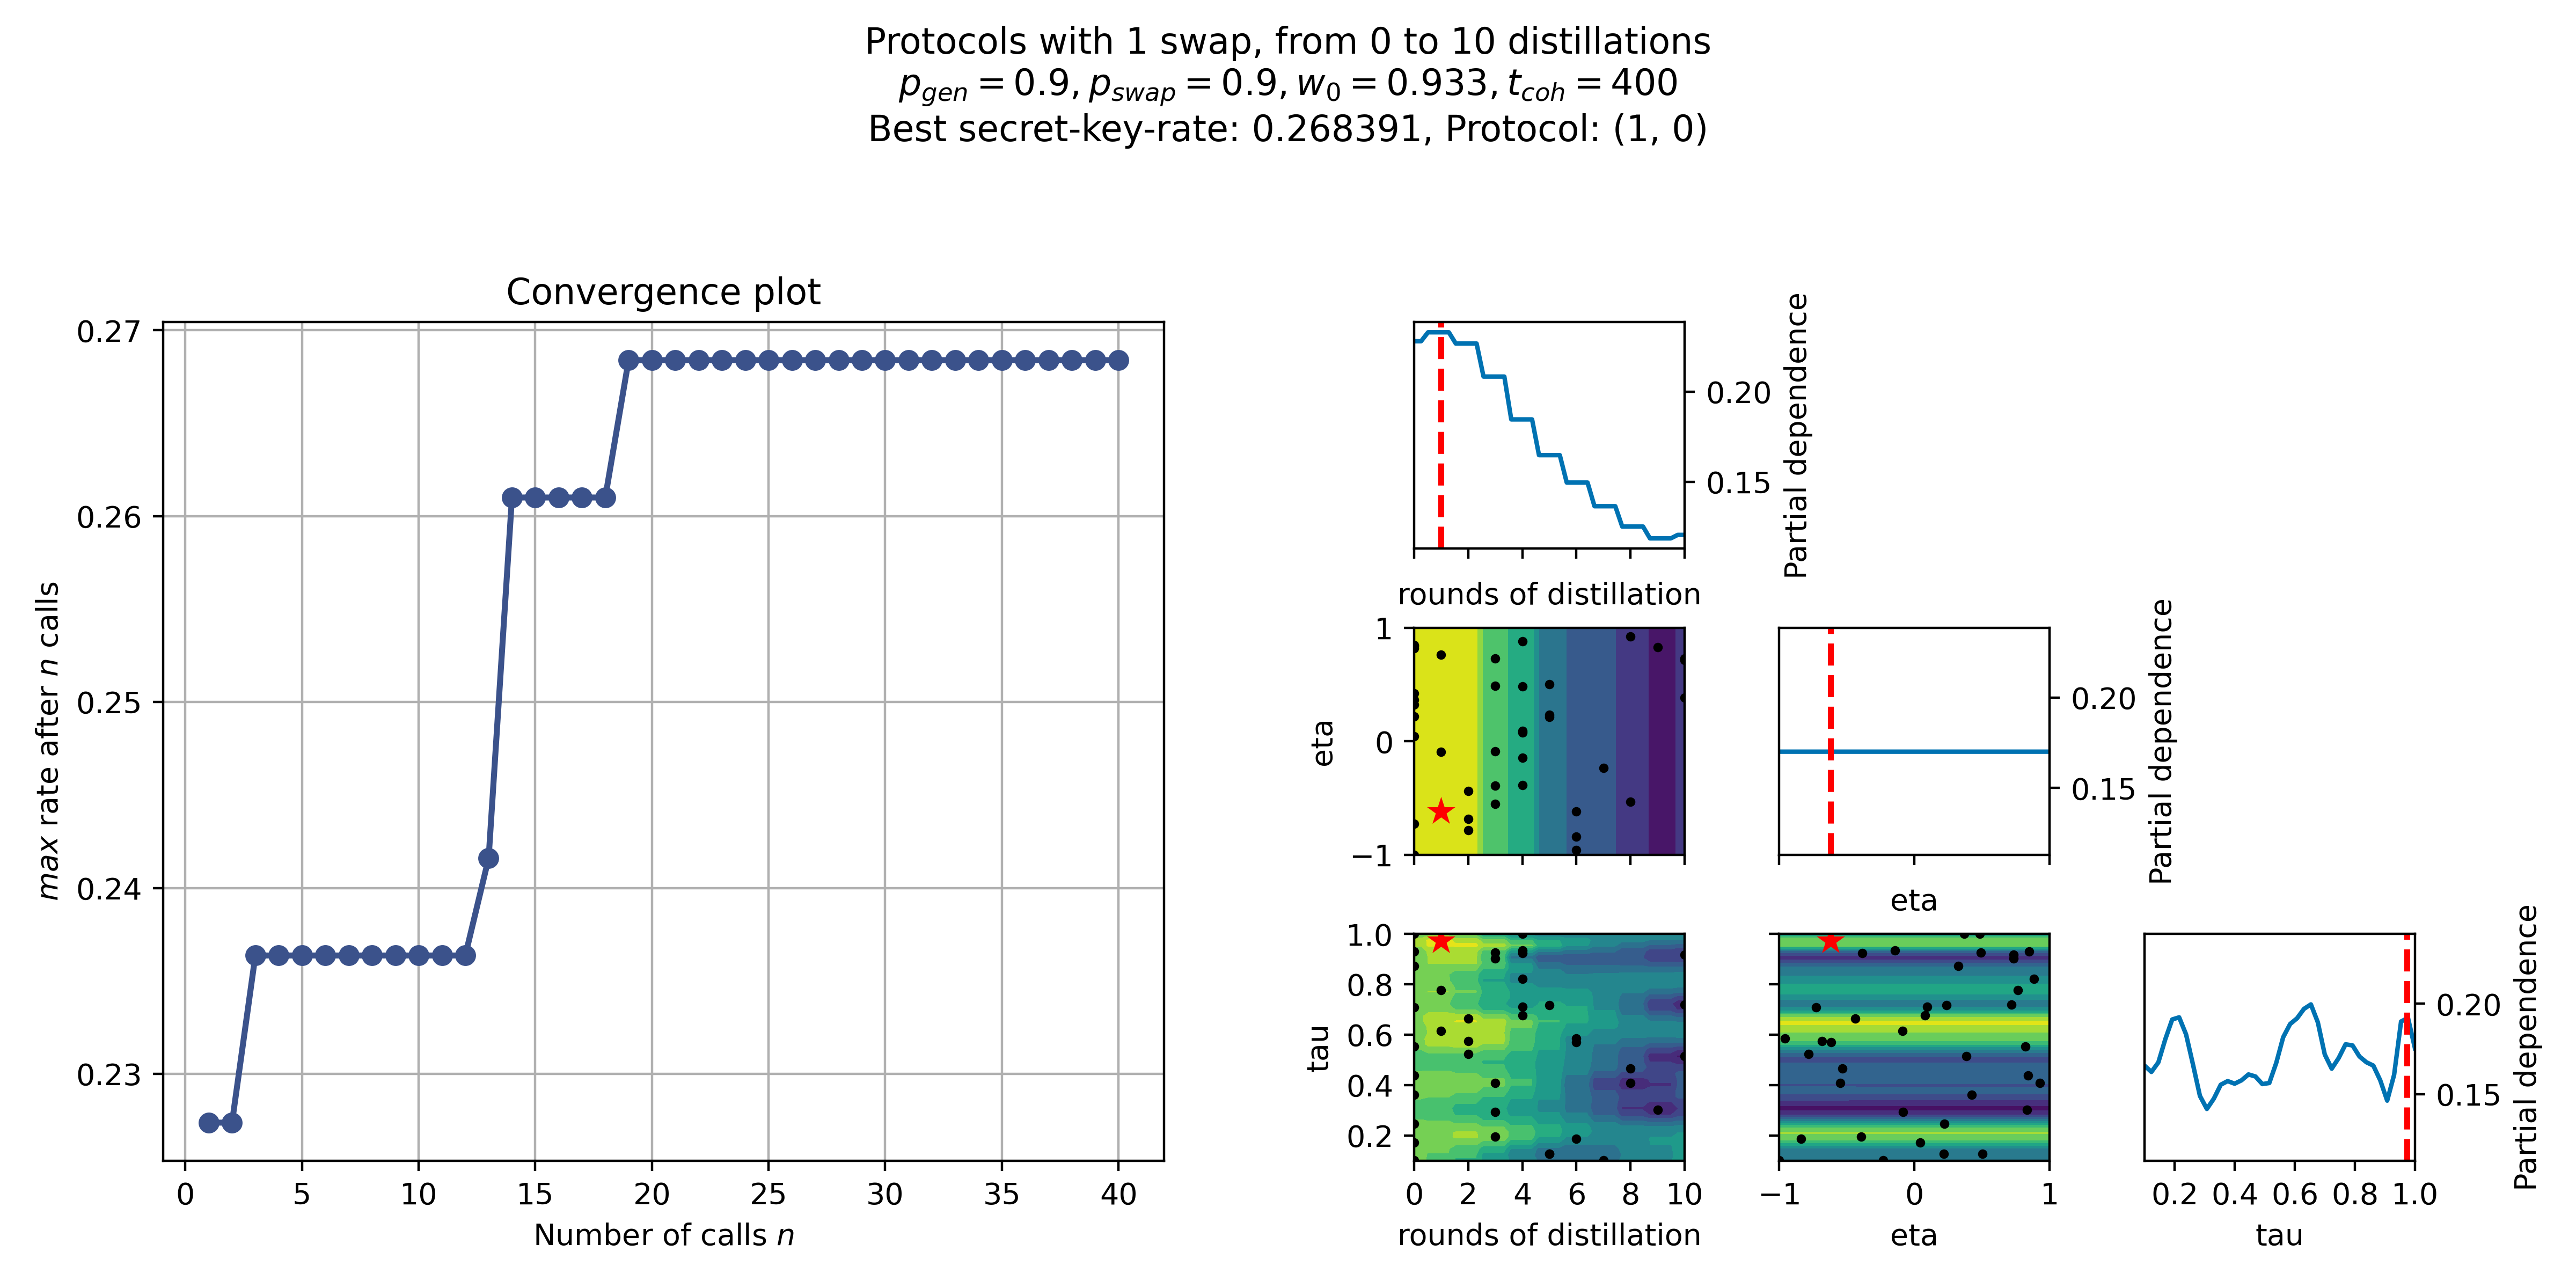 Protocols with 1 swap, from 0 to 10 distillations
p_gen = 0.9, p_swap = 0.9, w_0 = 0.933, t_coh = 400
Best secret-key-rate: 0.268391, Protocol: (1, 0)
Convergence plot
max rate after n calls
0.27
0.26
0.25
0.24
0.23
0 5 10 15 20 25 30 35 40
Number of calls n
0.20
0.15
Partial dependence
rounds of distillation
eta
1
0
−1
0.20
0.15
Partial dependence
eta
tau
1.0
0.8
0.6
0.4
0.2
0 2 4 6 8 10
rounds of distillation
−1 0 1
eta
0.20
0.15
Partial dependence
0.2 0.4 0.6 0.8 1.0
tau